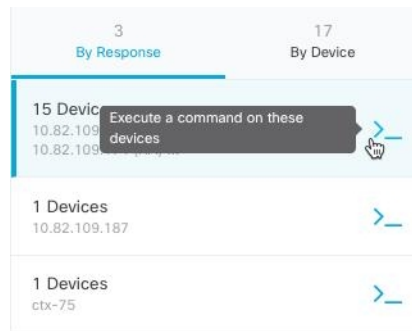 3
By Response
17
By Device
15 Devic
Execute a command on these
devices
10.82.109
10.82.109.
1 Devices
10.82.109.187
1 Devices
ctx-75